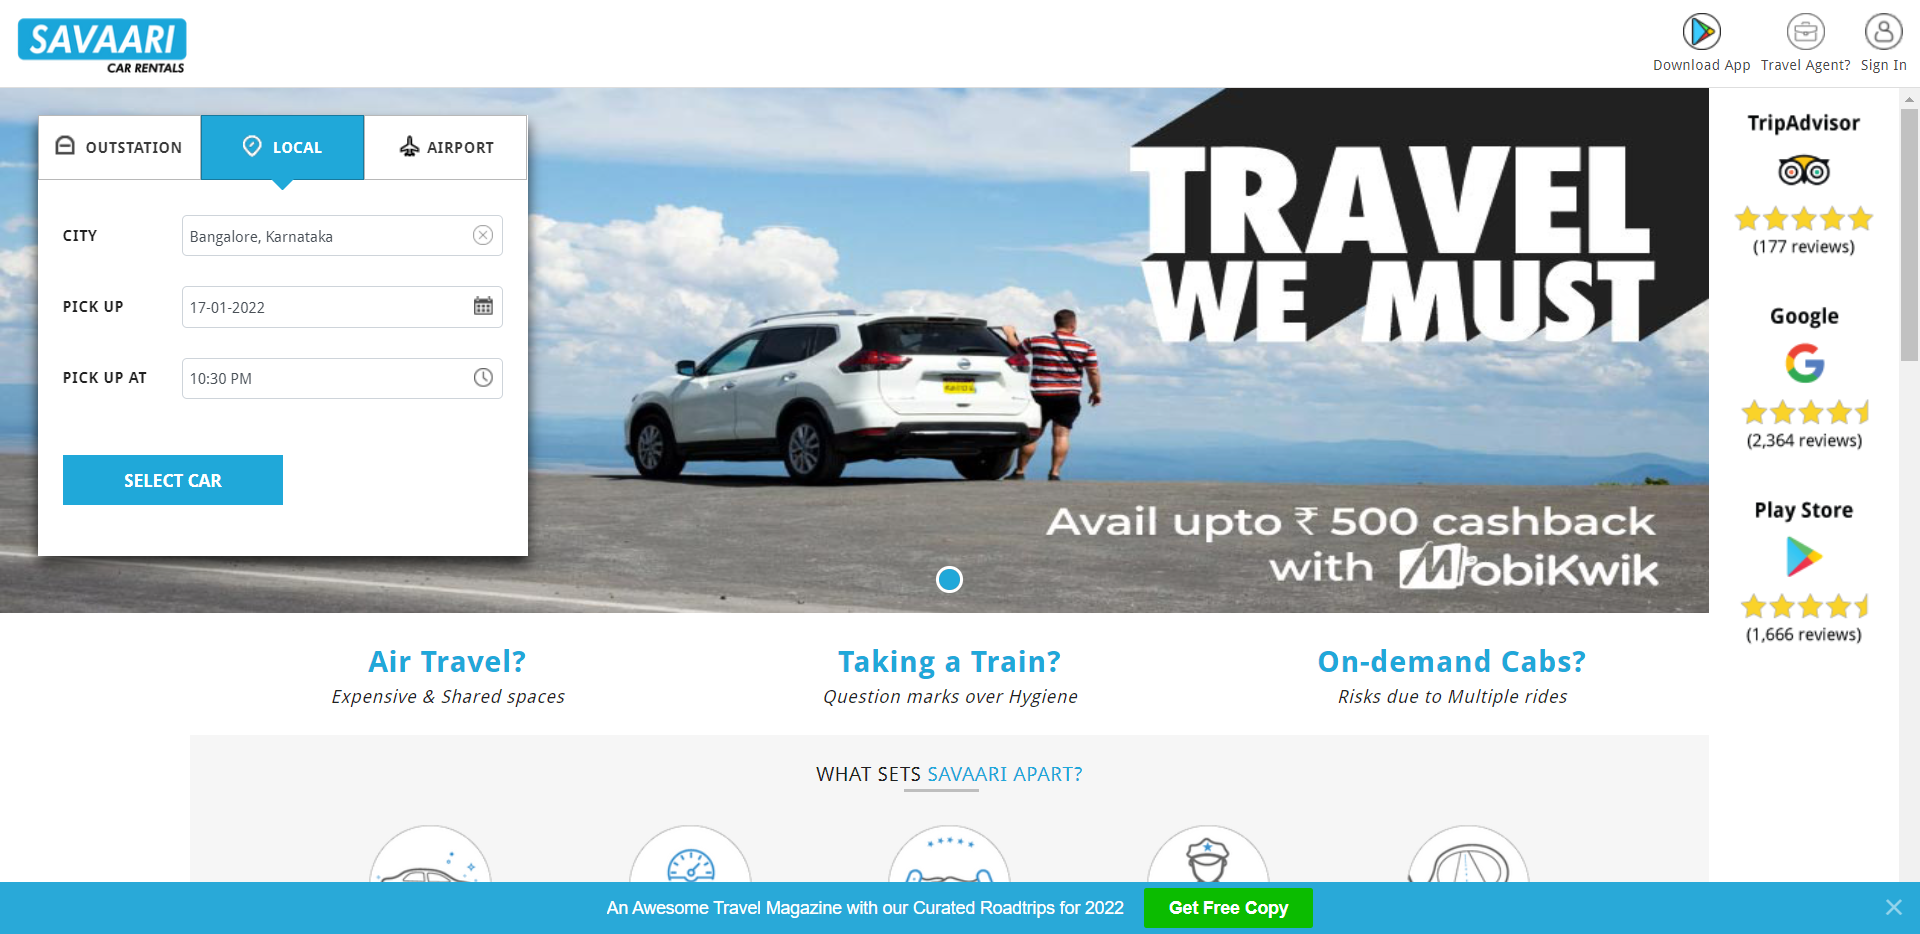 SAVAARI
CAR RENTALS
Download App
Travel Agent?
Sign In
OUTSTATION
LOCAL
AIRPORT
CITY
Bangalore, Karnataka
PICK UP
17-01-2022
PICK UP AT
10:30 PM
SELECT CAR
TRAVEL
WE MUST
Avail upto ₹ 500 cashback
with MobiKwik
TripAdvisor
(177 reviews)
Google
(2,364 reviews)
Play Store
(1,666 reviews)
Air Travel?
Expensive & Shared spaces
Taking a Train?
Question marks over Hygiene
On-demand Cabs?
Risks due to Multiple rides
WHAT SETS SAVAARI APART?
An Awesome Travel Magazine with our Curated Roadtrips for 2022
Get Free Copy